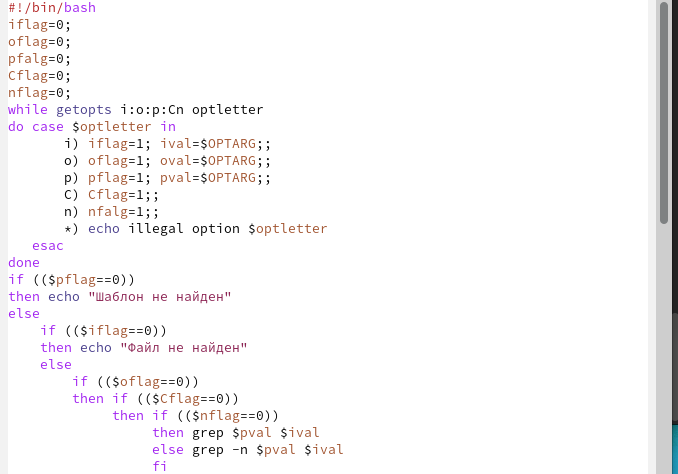 #!/bin/bash
iflag=0;
oflag=0;
pfalg=0;
Cflag=0;
nflag=0;
while getopts i:o:p:Cn optletter
do case $optletter in
       i) iflag=1; ival=$OPTARG;;
       o) oflag=1; oval=$OPTARG;;
       p) pflag=1; pval=$OPTARG;;
       C) Cflag=1;;
       n) nfalg=1;;
       *) echo illegal option $optletter
   esac
done
if (($pflag==0))
then echo "Шаблон не найден"
else
    if (($iflag==0))
    then echo "Файл не найден"
    else
        if (($oflag==0))
        then if (($Cflag==0))
             then if (($nflag==0))
                  then grep $pval $ival
                  else grep -n $pval $ival
                  fi